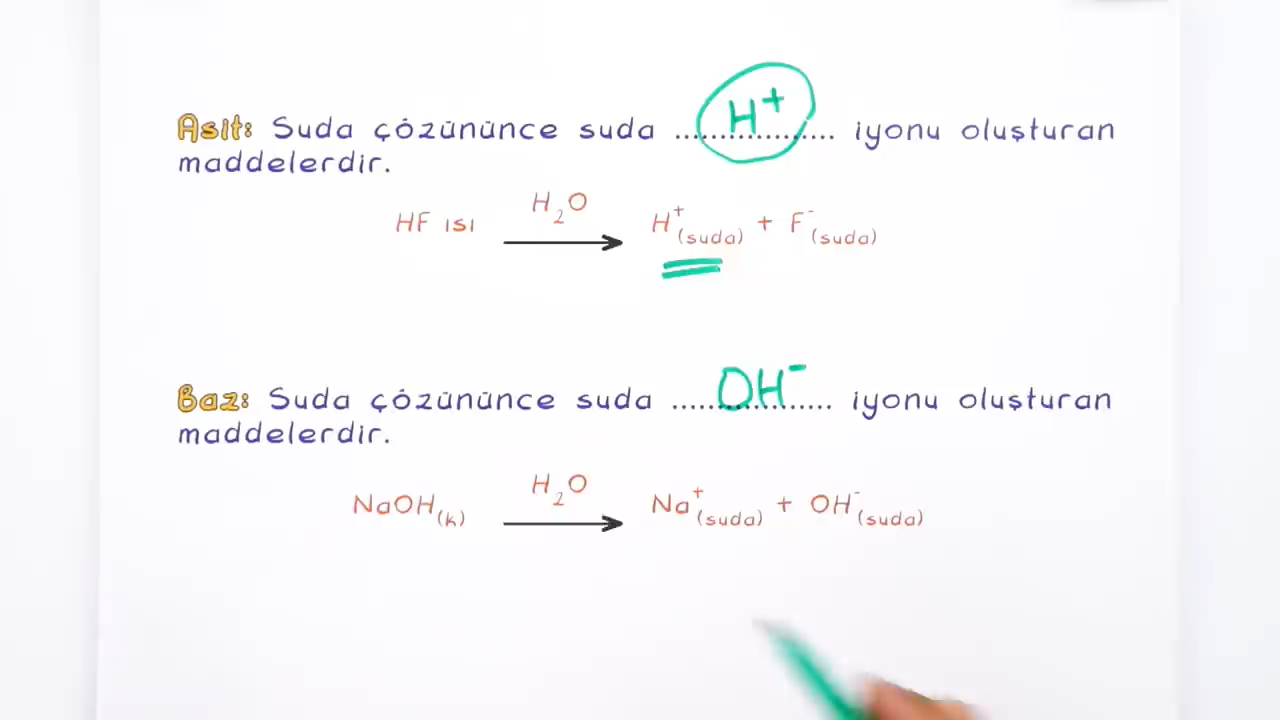 Asit: Suda çözününce suda ......H⁺...... iyonu oluşturan
maddelerdir.
HF ısı H₂O → H⁺(suda) + F⁻(suda)
Baz: Suda çözününce suda ......OH⁻...... iyonu oluşturan
maddelerdir.
NaOH(k) H₂O → Na⁺(suda) + OH⁻(suda)